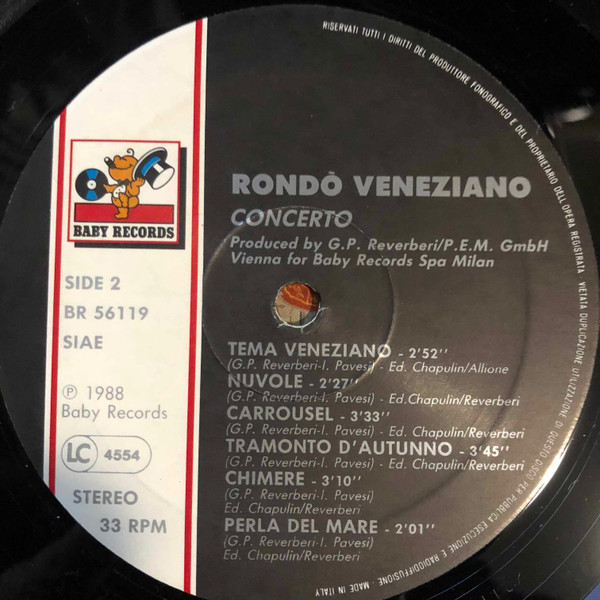 RISERVATI TUTTI I DIRITTI DEL PRODUTTORE FONOGRAFICO E DEL PROPRIETARIO DELL'OPERA REGISTRATA · VIETATA DUPLICAZIONE UTILIZZAZIONE DI QUESTO DISCO PER PUBBLICA ESECUZIONE E RADIODIFFUSIONE · MADE IN ITALY
BABY RECORDS
SIDE 2
BR 56119
SIAE
℗ 1988
Baby Records
LC 4554
STEREO
33 RPM
RONDÒ VENEZIANO
CONCERTO
Produced by G.P. Reverberi/P.E.M. GmbH
Vienna for Baby Records Spa Milan
TEMA VENEZIANO - 2'52''
(G.P. Reverberi-I. Pavesi) - Ed. Chapulin/Allione
NUVOLE - 2'27''
(G.P. Reverberi-I. Pavesi) - Ed.Chapulin/Reverberi
CARROUSEL - 3'33''
(G.P. Reverberi-I. Pavesi) - Ed. Chapulin/Reverberi
TRAMONTO D'AUTUNNO - 3'45''
(G.P. Reverberi-I. Pavesi) - Ed. Chapulin/Reverberi
CHIMERE - 3'10''
(G.P. Reverberi-I. Pavesi)
Ed. Chapulin/Reverberi
PERLA DEL MARE - 2'01''
(G.P. Reverberi-I. Pavesi)
Ed. Chapulin/Reverberi